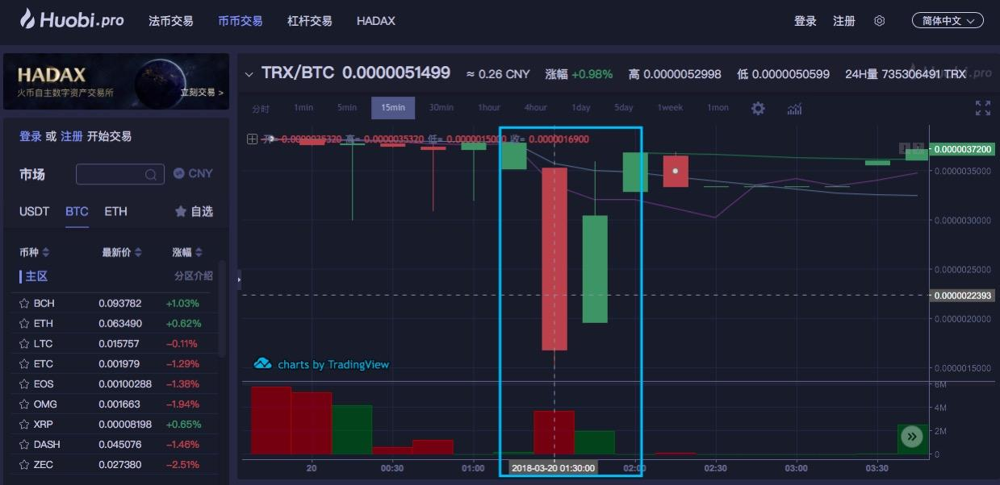 Huobi.pro 法币交易 币币交易 杠杆交易 HADAX 登录 注册 简体中文
HADAX
火币自主数字资产交易所
立刻交易 >
TRX/BTC 0.0000051499 ≈ 0.26 CNY 涨幅 +0.98% 高 0.0000052998 低 0.0000050599 24H量 735306491 TRX
Huobi.pro
分时 1min 5min 15min 30min 1hour 4hour 1day 5day 1week 1mon
登录 或 注册 开始交易
市场 CNY
USDT BTC ETH 自选
币种 最新价 涨幅
主区 分区介绍
BCH 0.093782 +1.03%
ETH 0.063490 +0.62%
LTC 0.015757 -0.11%
ETC 0.001979 -1.29%
EOS 0.00100288 -1.38%
OMG 0.001663 -1.94%
XRP 0.00008198 +0.65%
DASH 0.045076 -1.46%
ZEC 0.027380 -2.51%
开= 0.0000035320 高= 0.0000035320 低= 0.0000015000 收= 0.0000016900
0.0000037200
0.0000035000
0.0000030000
0.0000025000
0.0000022393
0.0000020000
0.0000015000
charts by TradingView
6M
4M
2M
0
20 00:30 01:00 2018-03-20 01:30:00 02:00 02:30 03:00 03:30